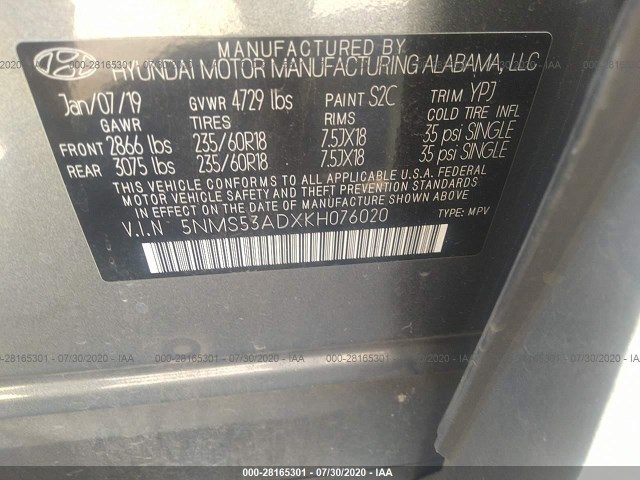 MANUFACTURED BY
HYUNDAI MOTOR MANUFACTURING ALABAMA, LLC
Jan/07/19 GVWR 4729 lbs PAINT S2C TRIM YPJ
GAWR TIRES RIMS COLD TIRE INFL
FRONT 2866 lbs 235/60R18 7.5JX18 35 psi SINGLE
REAR 3075 lbs 235/60R18 7.5JX18 35 psi SINGLE
THIS VEHICLE CONFORMS TO ALL APPLICABLE U.S.A. FEDERAL
MOTOR VEHICLE SAFETY AND THEFT PREVENTION STANDARDS
IN EFFECT ON THE DATE OF MANUFACTURE SHOWN ABOVE
V.I.N 5NMS53ADXKH076020 TYPE: MPV
000-28165301 - 07/30/2020 - IAA